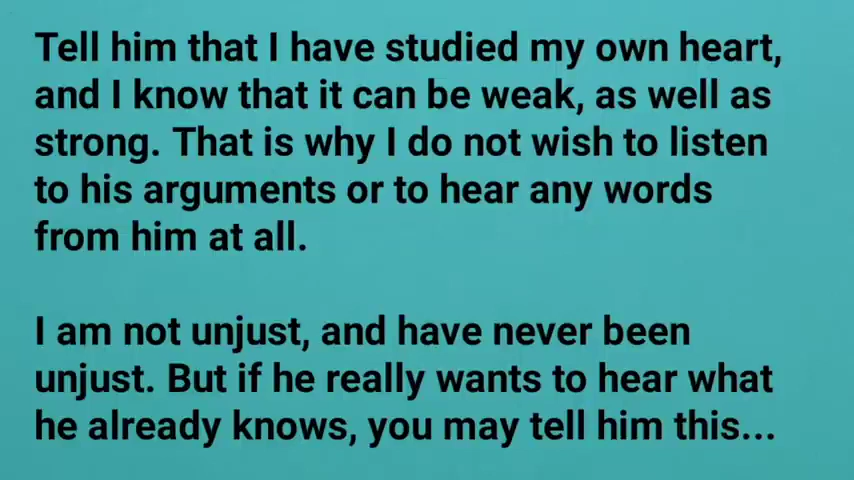 Tell him that I have studied my own heart,
and I know that it can be weak, as well as
strong. That is why I do not wish to listen
to his arguments or to hear any words
from him at all.
I am not unjust, and have never been
unjust. But if he really wants to hear what
he already knows, you may tell him this...